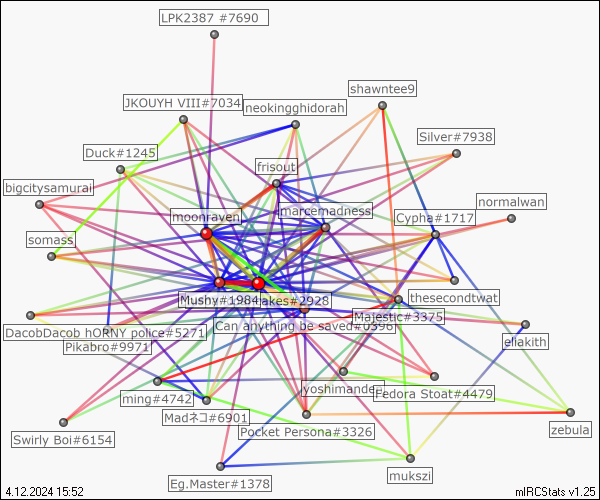 LPK2387 #7690
shawntee9
JKOUYH VIII#7034
neokingghidorah
Silver#7938
Duck#1245
frisout
bigcitysamurai
normalwan
moonraven
marcemadness
Cypha#1717
somass
Mushy#1984
akes#2928
thesecondtwat
Majestic#3375
Can anything be saved#0396
DacobDacob hORNY police#5271
eliakith
Pikabro#9971
yoshimande
Fedora Stoat#4479
ming#4742
Madネコ#6901
Pocket Persona#3326
zebula
Swirly Boi#6154
mukszi
Eg.Master#1378
4.12.2024 15:52
mIRCStats v1.25